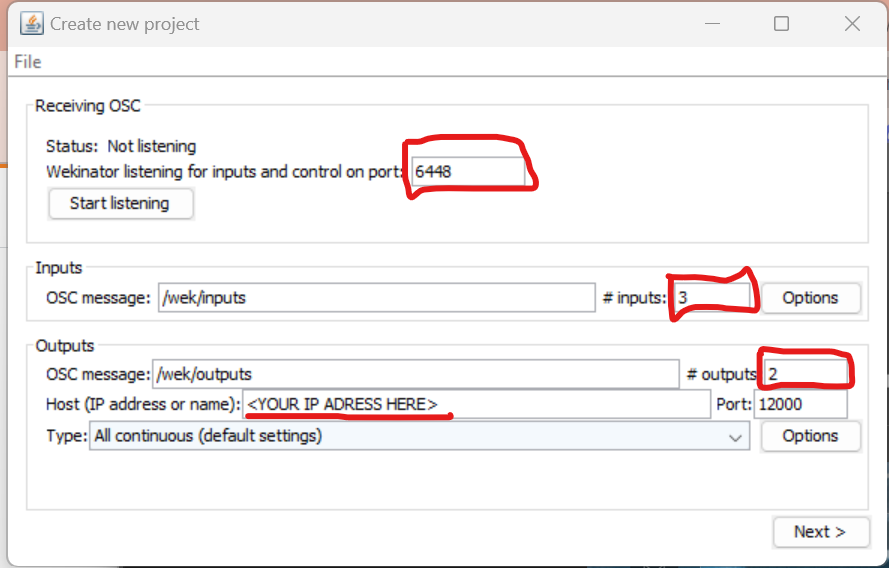 Create new project
File
Receiving OSC
Status: Not listening
Wekinator listening for inputs and control on port: 6448
Start listening
Inputs
OSC message: /wek/inputs # inputs: 3 Options
Outputs
OSC message: /wek/outputs # outputs: 2
Host (IP address or name): <YOUR IP ADRESS HERE> Port: 12000
Type: All continuous (default settings) Options
Next >